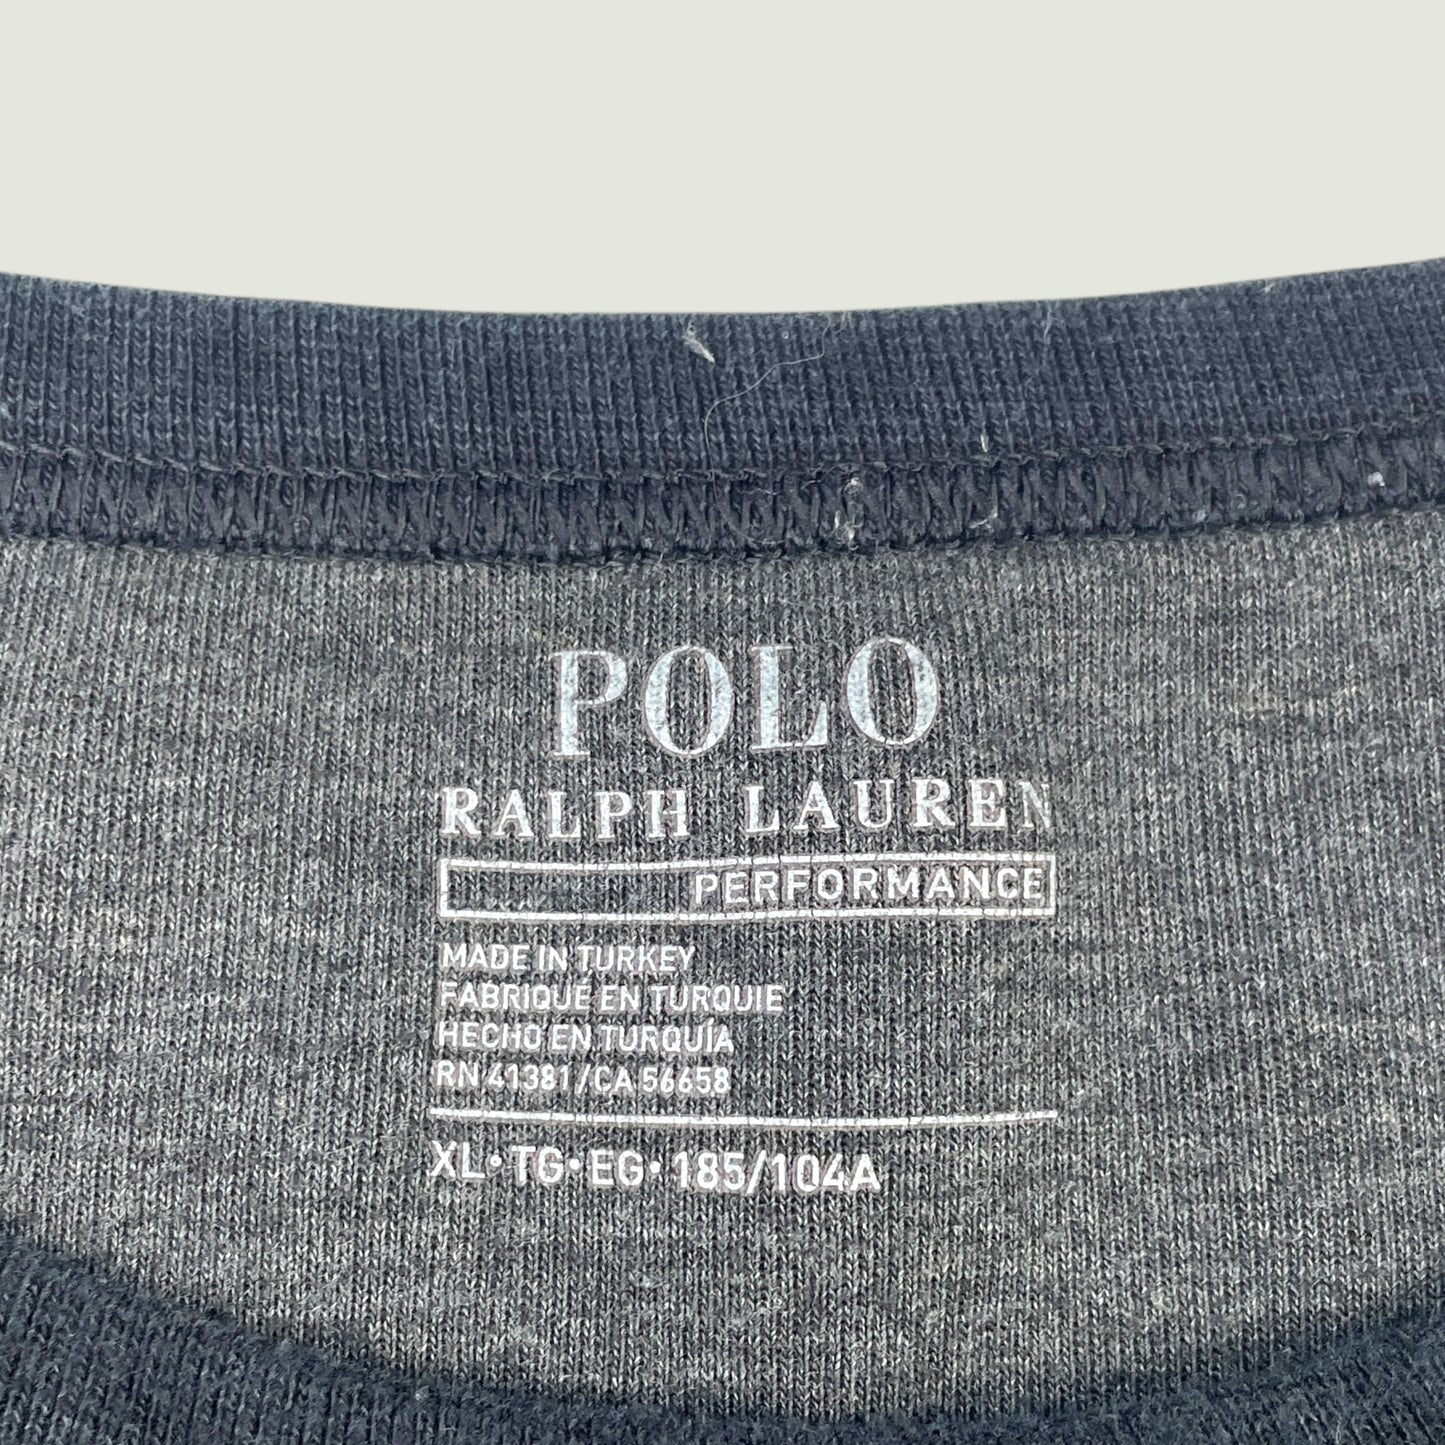 POLO
RALPH LAUREN
PERFORMANCE
MADE IN TURKEY
FABRIQUÉ EN TURQUIE
HECHO EN TURQUÍA
RN 41381/CA 56658
XL•TG•EG•185/104A